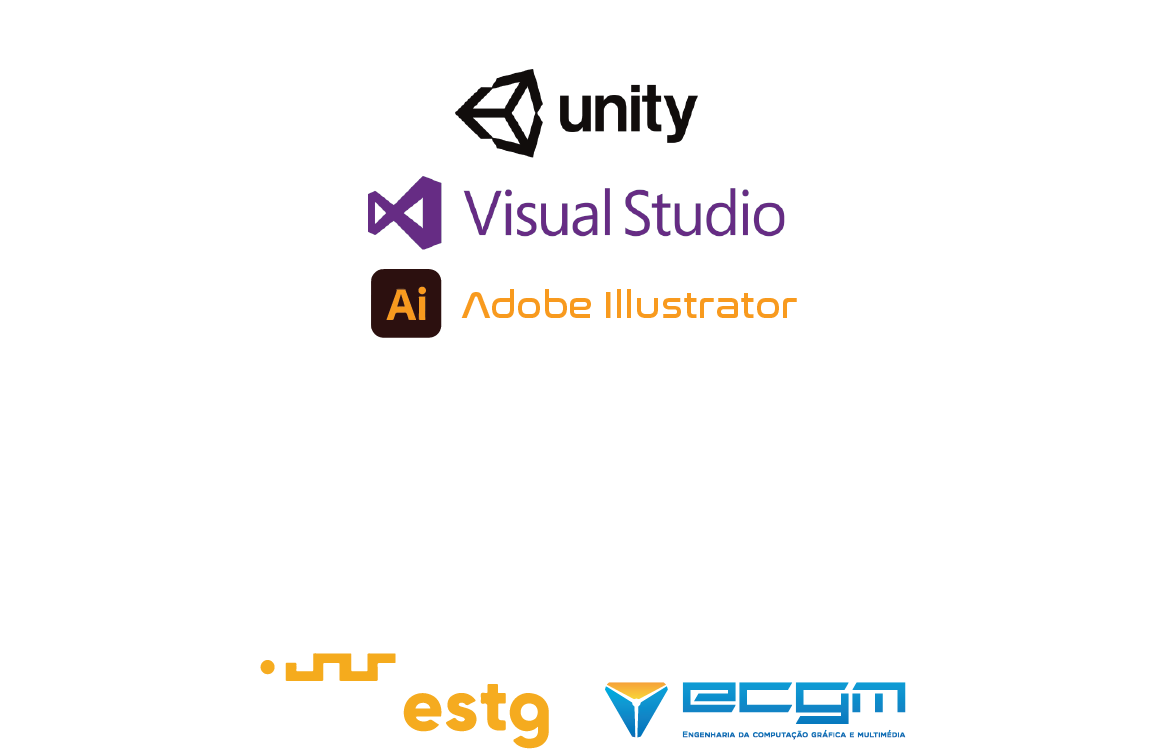 unity
Visual Studio
Ai Adobe Illustrator
estg
ecgm
ENGENHARIA DA COMPUTAÇÃO GRÁFICA E MULTIMÉDIA